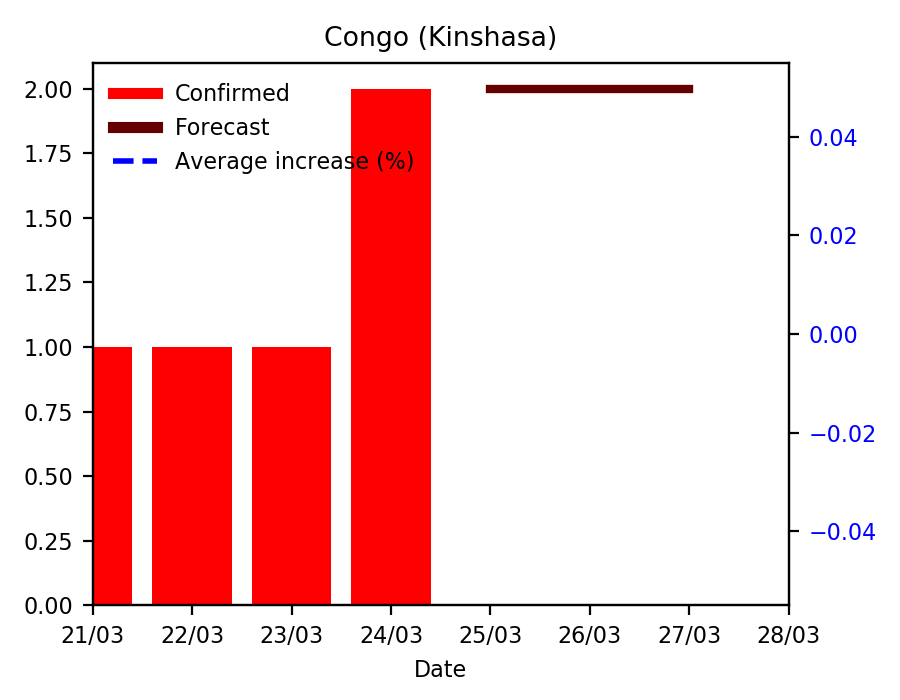 Congo (Kinshasa)
2.00
1.75
1.50
1.25
1.00
0.75
0.50
0.25
0.00
Confirmed
Forecast
Average increase (%)
0.04
0.02
0.00
−0.02
−0.04
21/03 22/03 23/03 24/03 25/03 26/03 27/03 28/03
Date